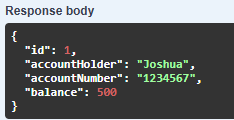 Response body
{
  "id": 1,
  "accountHolder": "Joshua",
  "accountNumber": "1234567",
  "balance": 500
}